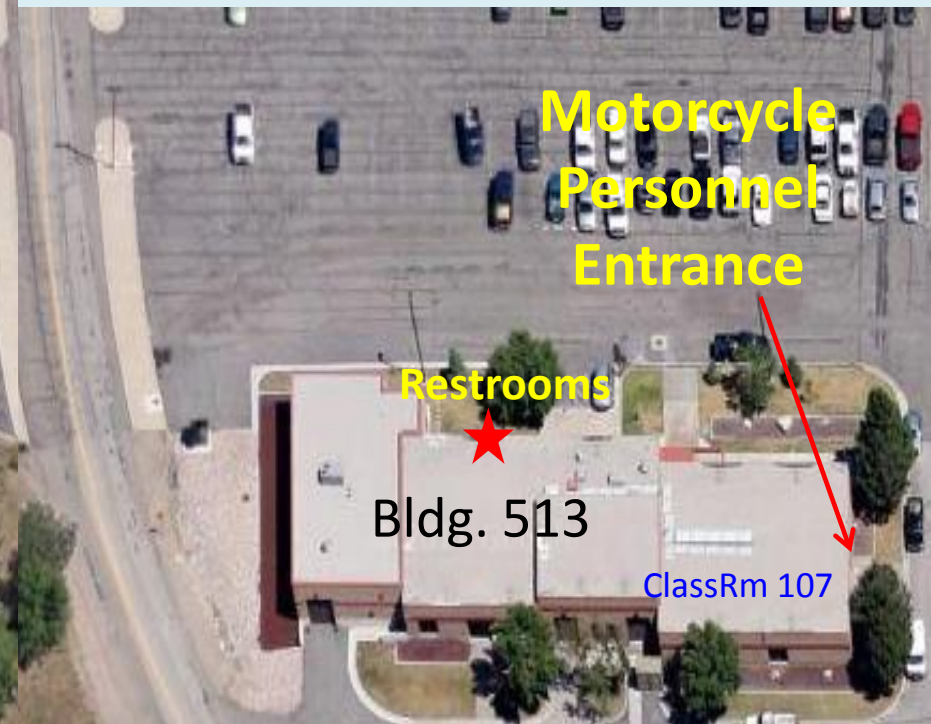 Motorcycle
Personnel
Entrance
Restrooms
Bldg. 513
ClassRm 107